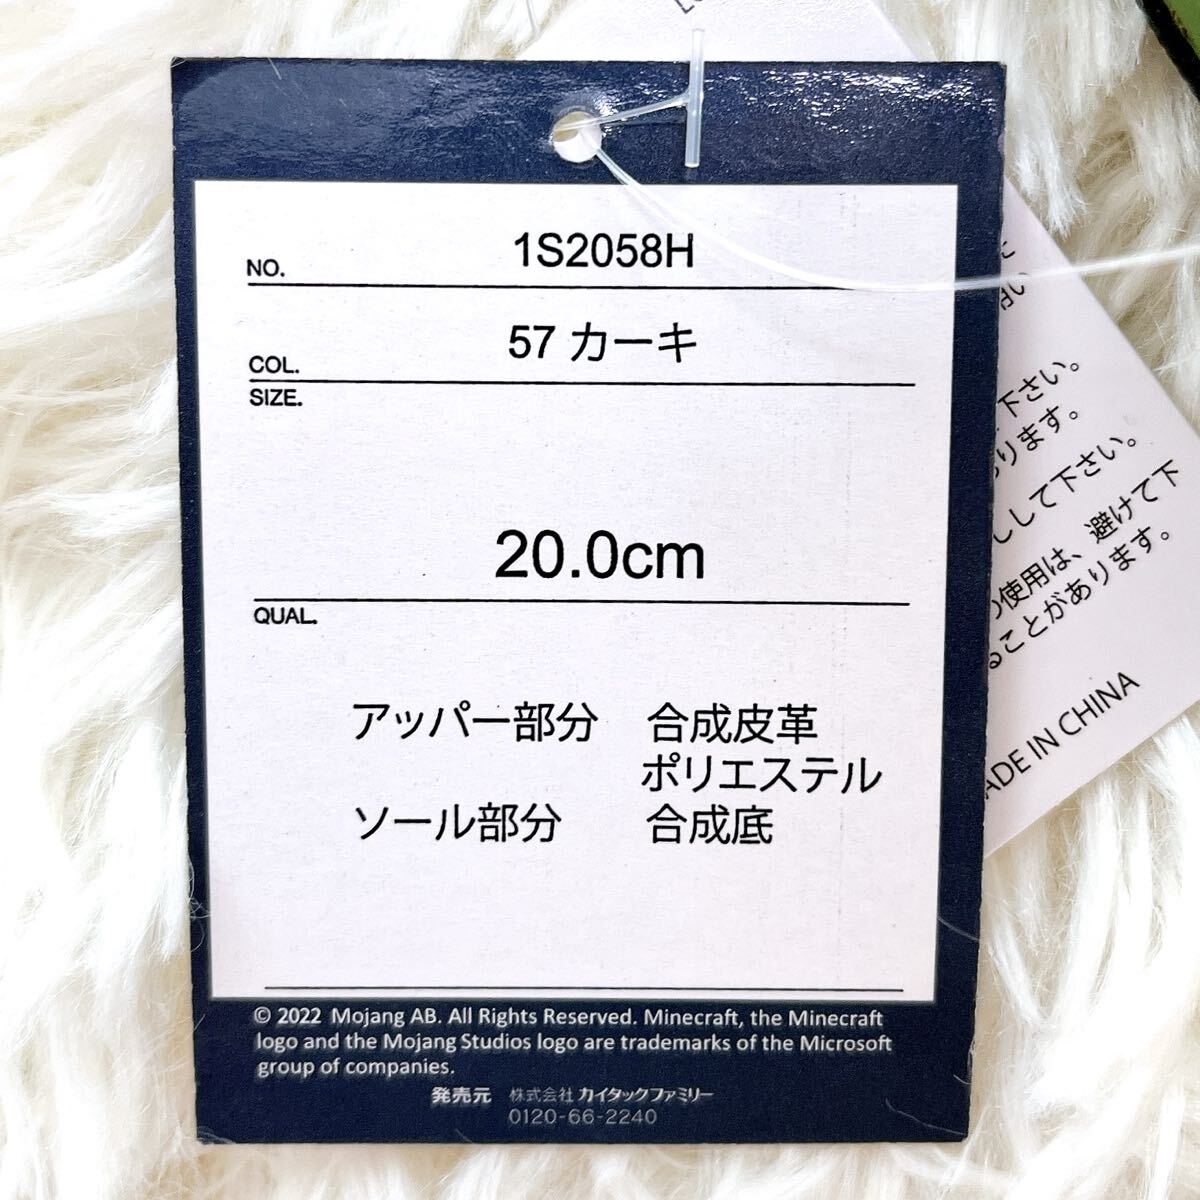 NO. 1S2058H
COL. 57 カーキ
SIZE.
20.0cm
QUAL.
アッパー部分 合成皮革
ポリエステル
ソール部分 合成底
© 2022 Mojang AB. All Rights Reserved. Minecraft, the Minecraft
logo and the Mojang Studios logo are trademarks of the Microsoft
group of companies.
発売元 株式会社 カイタックファミリー
0120-66-2240
下さい。
ります。
して下さい。
使用は、避けて下
ことがあります。
ADE IN CHINA